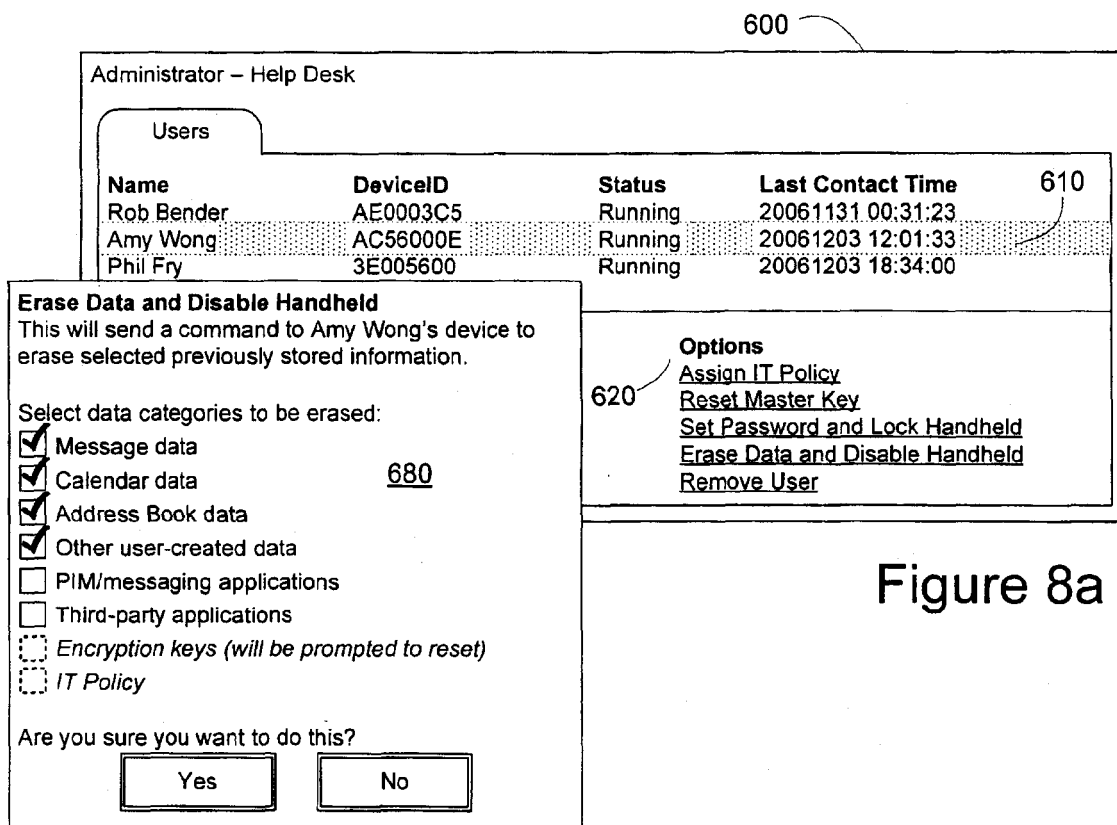 600
Administrator – Help Desk
Users
Name DeviceID Status Last Contact Time 610
Rob Bender AE0003C5 Running 20061131 00:31:23
Amy Wong AC56000E Running 20061203 12:01:33
Phil Fry 3E005600 Running 20061203 18:34:00
Erase Data and Disable Handheld
This will send a command to Amy Wong's device to
erase selected previously stored information.
Select data categories to be erased:
Message data
Calendar data
680
Address Book data
Other user-created data
PIM/messaging applications
Third-party applications
Encryption keys (will be prompted to reset)
IT Policy
Are you sure you want to do this?
Yes No
620
Options
Assign IT Policy
Reset Master Key
Set Password and Lock Handheld
Erase Data and Disable Handheld
Remove User
Figure 8a